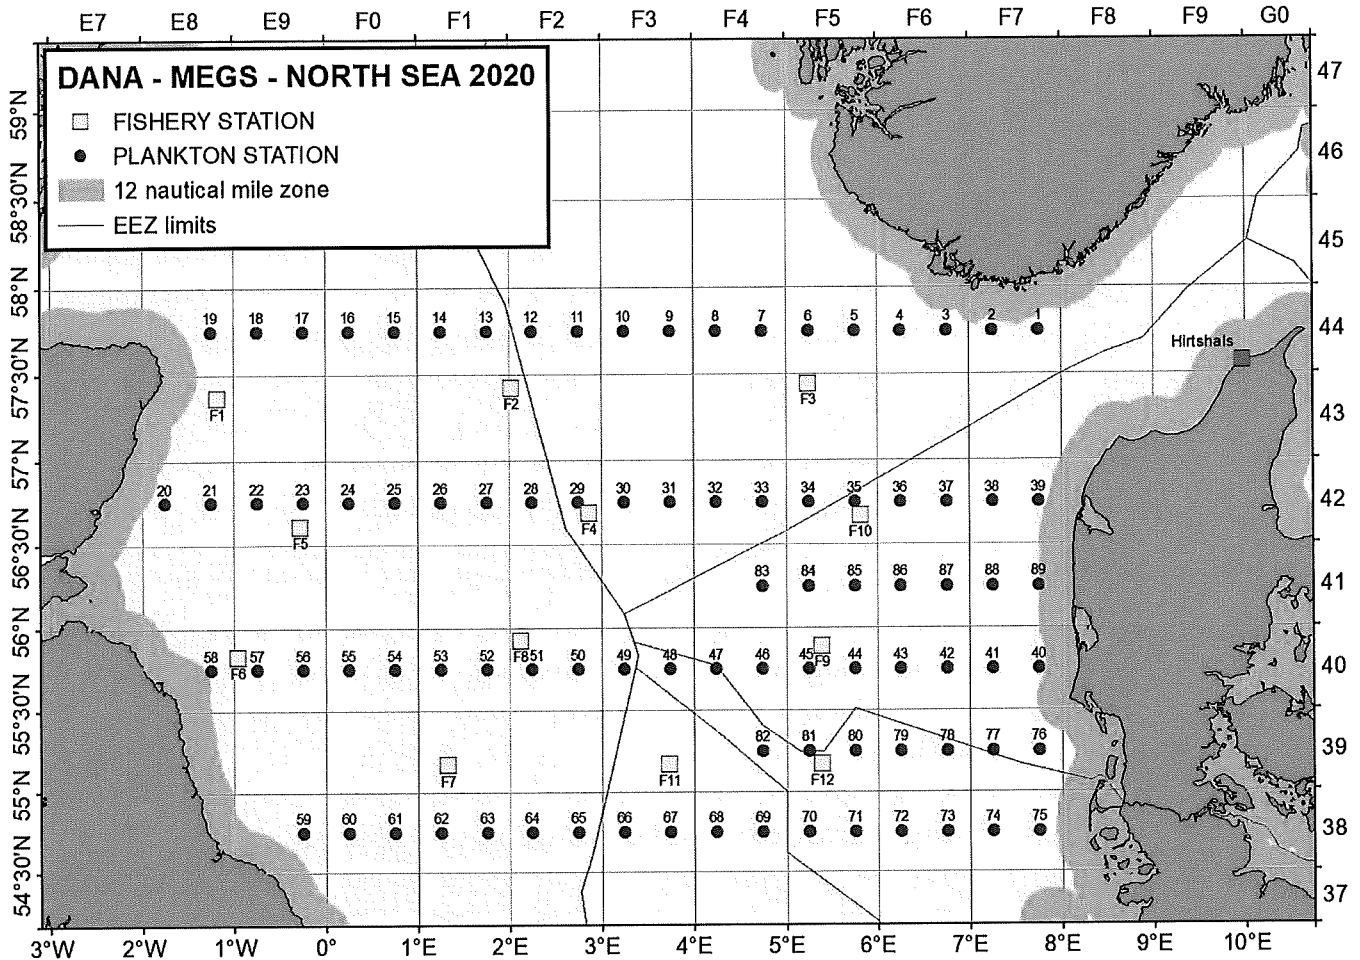 E7 E8 E9 F0 F1 F2 F3 F4 F5 F6 F7 F8 F9 G0
DANA - MEGS - NORTH SEA 2020
FISHERY STATION
PLANKTON STATION
12 nautical mile zone
EEZ limits
47
59°N
46
58°30'N
45
58°N
19 18 17 16 15 14 13 12 11 10 9 8 7 6 5 4 3 2 1
44
Hirtshals
57°30'N
F1 F2 F3
43
57°N
20 21 22 23 24 25 26 27 28 29 30 31 32 33 34 35 36 37 38 39
42
F5 F4 F10
56°30'N
83 84 85 86 87 88 89
41
56°N
58 57 56 55 54 53 52 51 50 49 48 47 46 45 44 43 42 41 40
40
F6 F8 F9
55°30'N
82 81 80 79 78 77 76
39
F7 F11 F12
55°N
59 60 61 62 63 64 65 66 67 68 69 70 71 72 73 74 75
38
54°30'N
37
3°W 2°W 1°W 0° 1°E 2°E 3°E 4°E 5°E 6°E 7°E 8°E 9°E 10°E